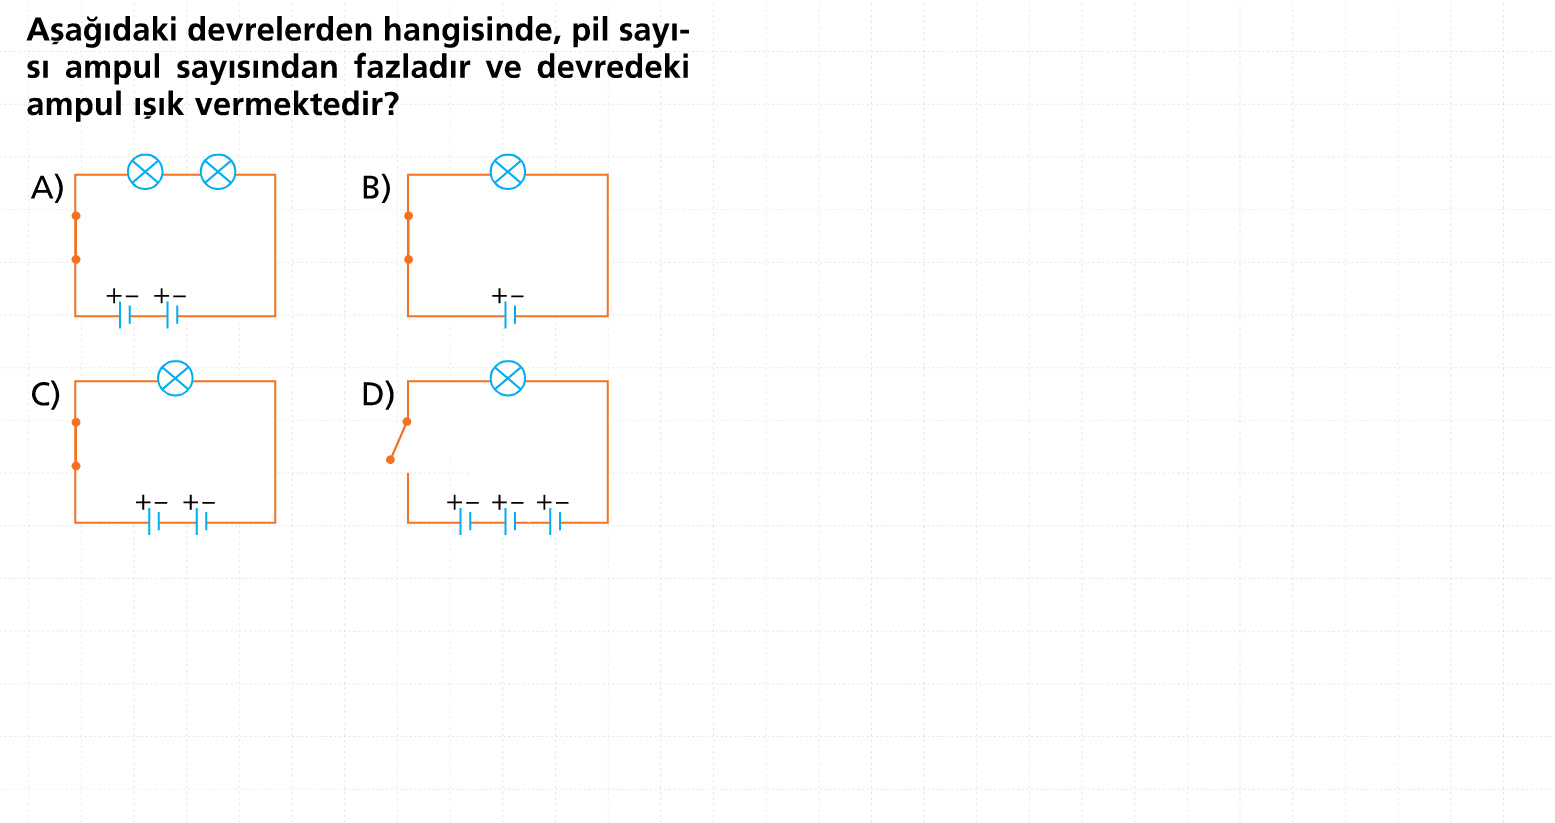 Aşağıdaki devrelerden hangisinde, pil sayı-
sı ampul sayısından fazladır ve devredeki
ampul ışık vermektedir?
A)
B)
+ − + −
+ −
C)
D)
+ − + −
+ − + − + −